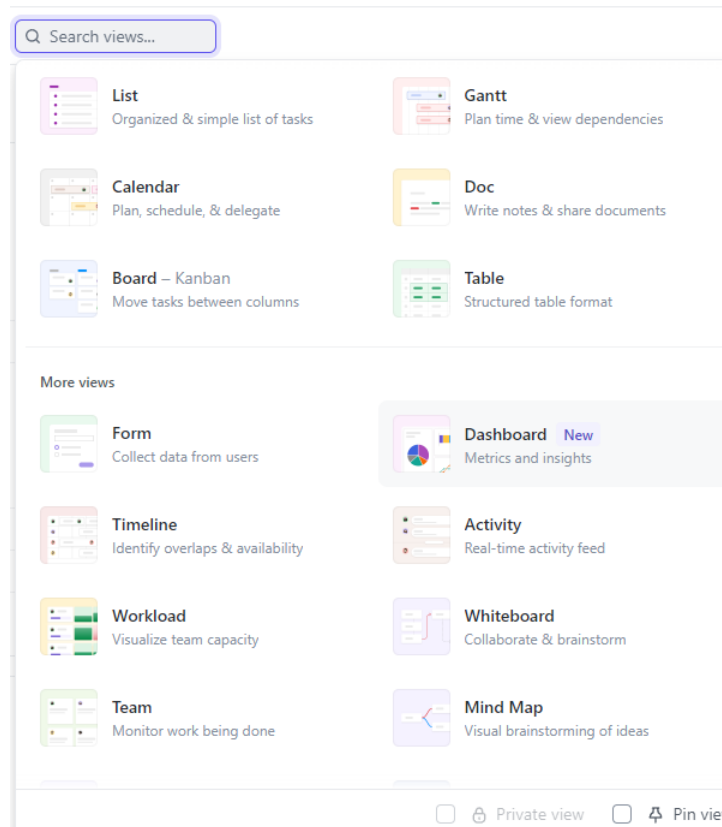 Search views...
List
Organized & simple list of tasks
Gantt
Plan time & view dependencies
Calendar
Plan, schedule, & delegate
Doc
Write notes & share documents
Board – Kanban
Move tasks between columns
Table
Structured table format
More views
Form
Collect data from users
Dashboard New
Metrics and insights
Timeline
Identify overlaps & availability
Activity
Real-time activity feed
Workload
Visualize team capacity
Whiteboard
Collaborate & brainstorm
Team
Monitor work being done
Mind Map
Visual brainstorming of ideas
Private view
Pin